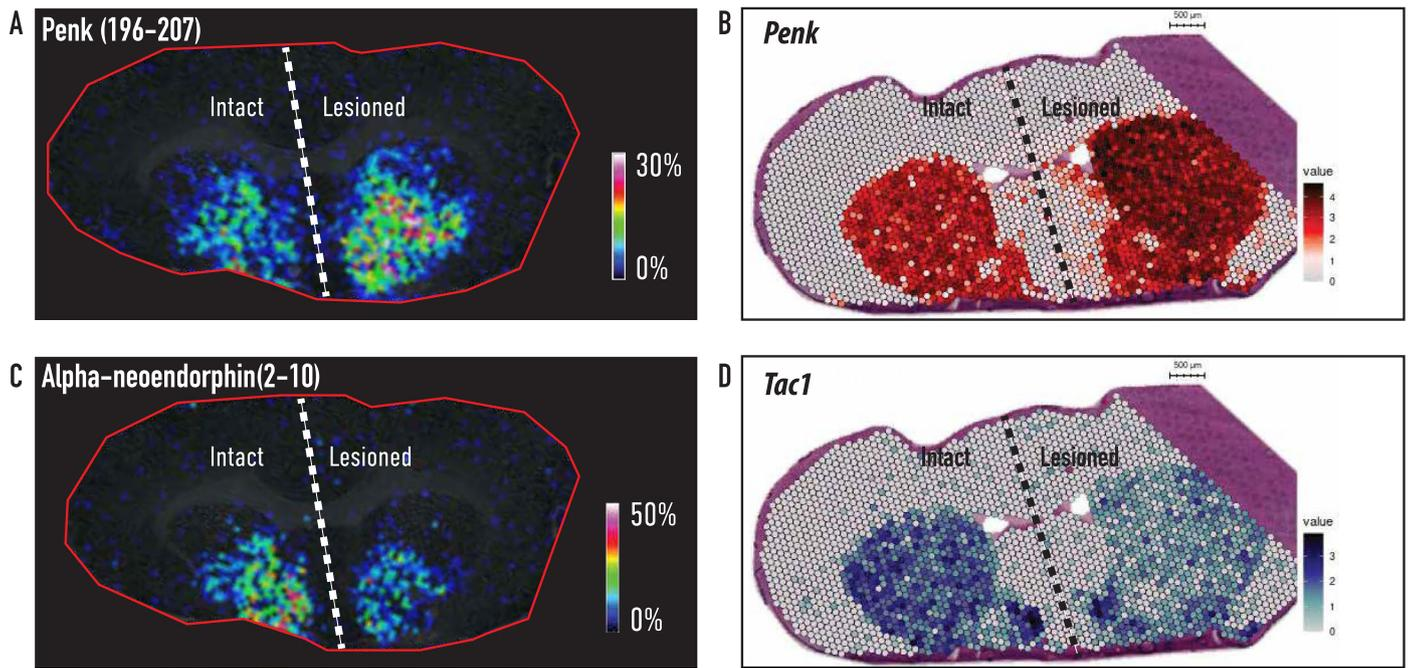 A
Penk (196–207)
Intact
Lesioned
30%
0%
B
Penk
500 µm
Intact
Lesioned
value
4
3
2
1
0
C
Alpha–neoendorphin(2–10)
Intact
Lesioned
50%
0%
D
Tac1
500 µm
Intact
Lesioned
value
3
2
1
0